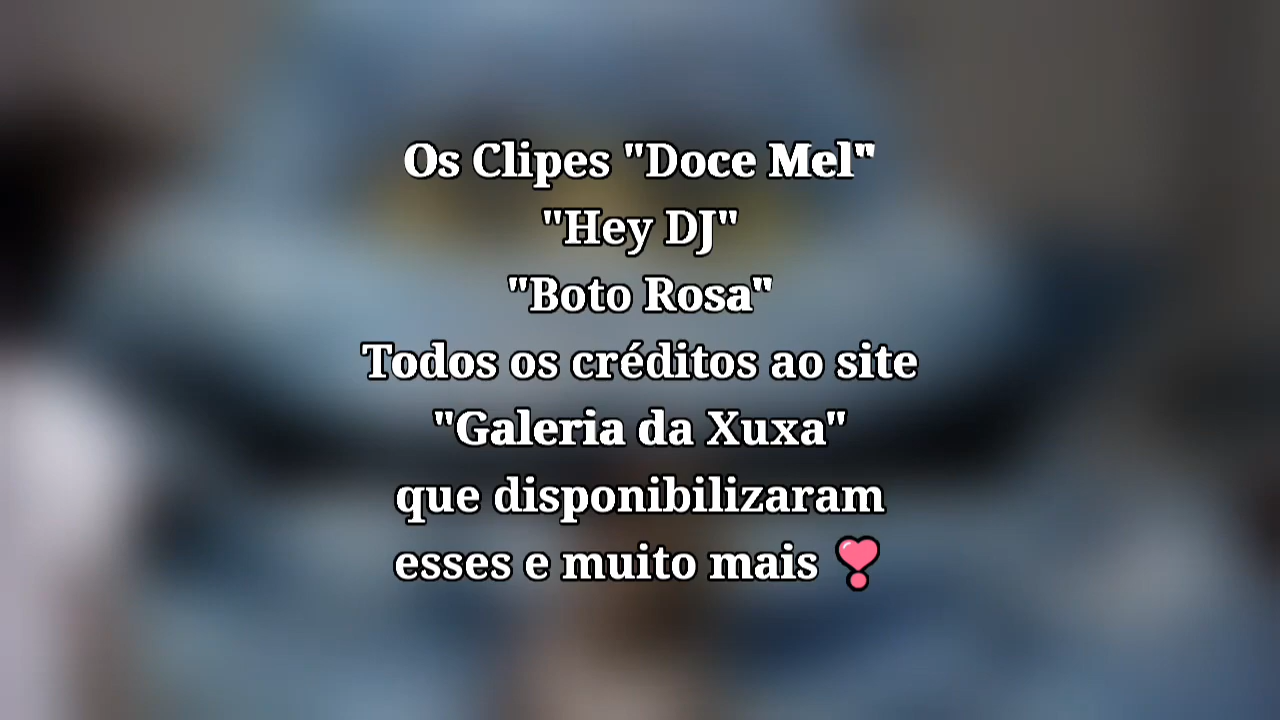 Os Clipes "Doce Mel"
"Hey DJ"
"Boto Rosa"
Todos os créditos ao site
"Galeria da Xuxa"
que disponibilizaram
esses e muito mais ❣